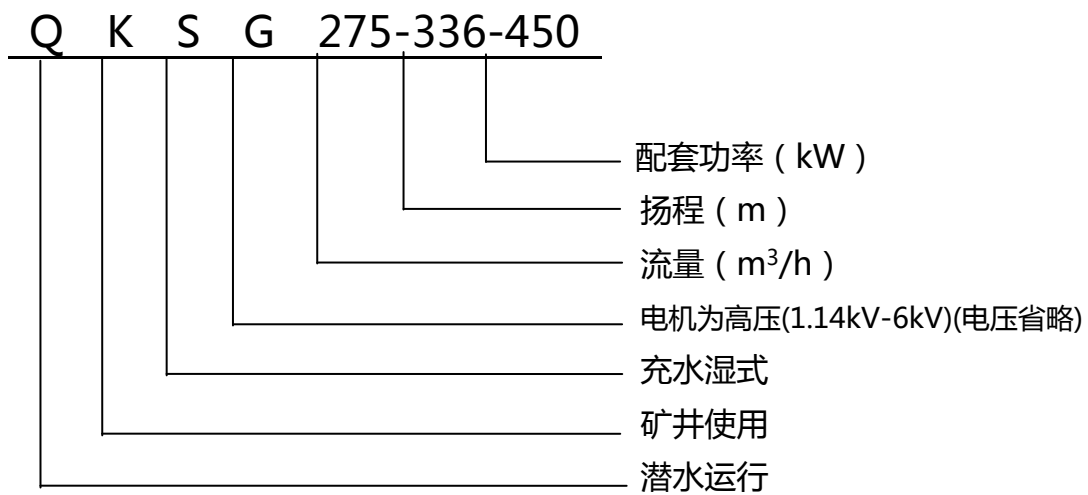 Q K S G 275-336-450
配套功率（kW）
扬程（m）
流量（m³/h）
电机为高压(1.14kV-6kV)(电压省略)
充水湿式
矿井使用
潜水运行